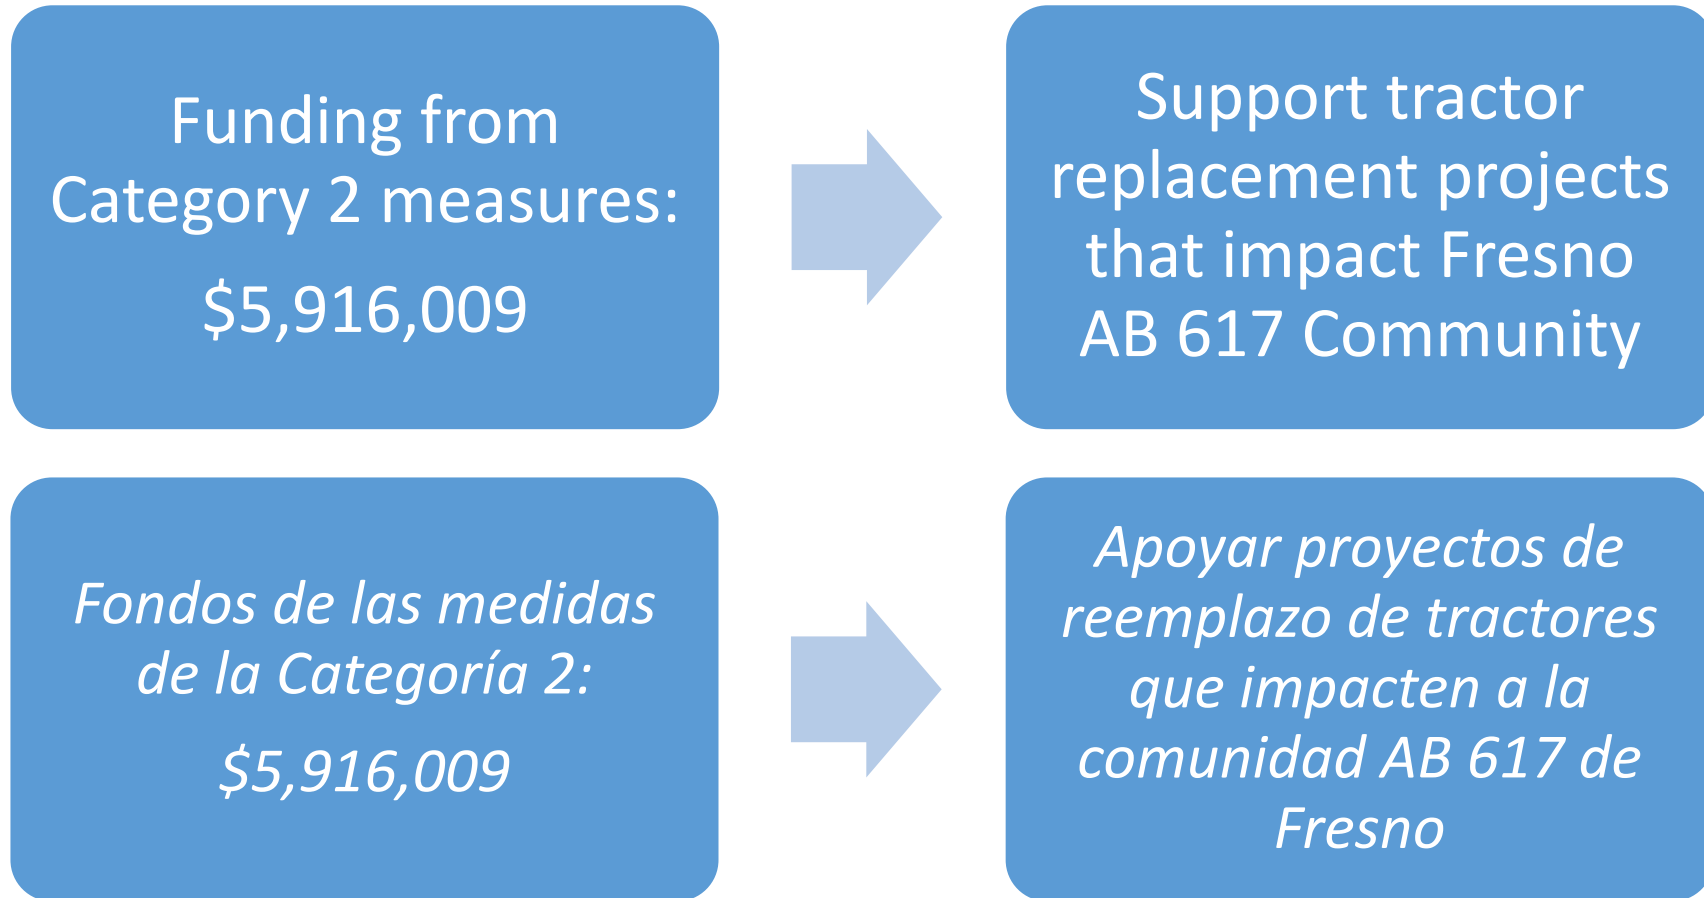 Funding from
Category 2 measures:
$5,916,009
Support tractor
replacement projects
that impact Fresno
AB 617 Community
Fondos de las medidas
de la Categoría 2:
$5,916,009
Apoyar proyectos de
reemplazo de tractores
que impacten a la
comunidad AB 617 de
Fresno